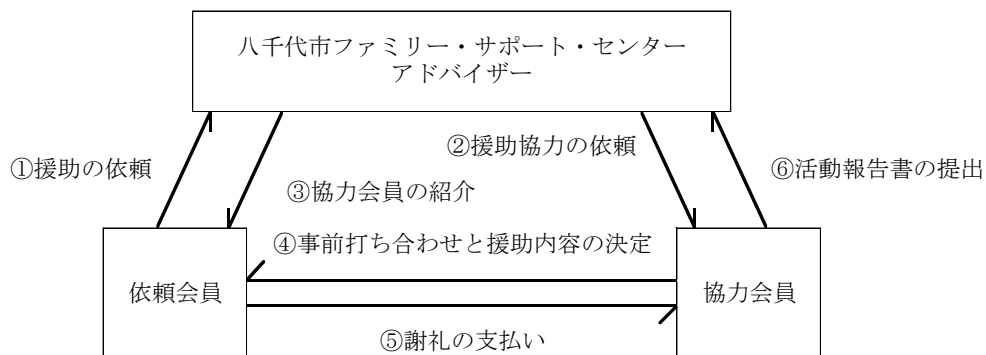 八千代市ファミリー・サポート・センター
アドバイザー
②援助協力の依頼
①援助の依頼
⑥活動報告書の提出
③協力会員の紹介
④事前打ち合わせと援助内容の決定
依頼会員
協力会員
⑤謝礼の支払い